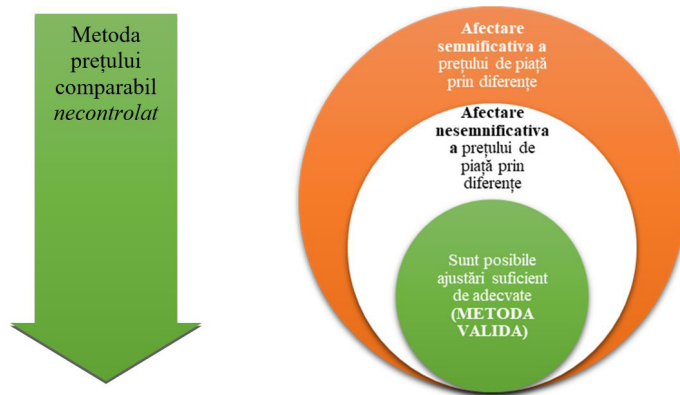 Metoda
prețului
comparabil
necontrolat
Afectare
semnificativa a
prețului de piață
prin diferențe
Afectare
nesemnificativa
a prețului de
piață prin
diferențe
Sunt posibile
ajustări suficient
de adecvate
(METODA
VALIDA)